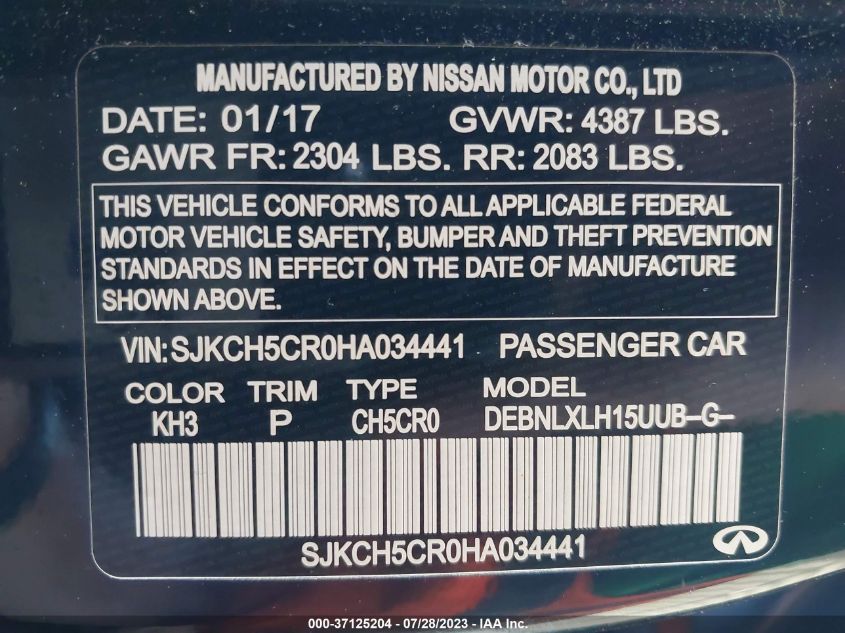 MANUFACTURED BY NISSAN MOTOR CO., LTD
DATE: 01/17 GVWR: 4387 LBS.
GAWR FR: 2304 LBS. RR: 2083 LBS.
THIS VEHICLE CONFORMS TO ALL APPLICABLE FEDERAL
MOTOR VEHICLE SAFETY, BUMPER AND THEFT PREVENTION
STANDARDS IN EFFECT ON THE DATE OF MANUFACTURE
SHOWN ABOVE.
VIN: SJKCH5CR0HA034441 PASSENGER CAR
COLOR TRIM TYPE MODEL
KH3 P CH5CR0 DEBNLXLH15UUB-G-
SJKCH5CR0HA034441
000-37125204 - 07/28/2023 - IAA Inc.